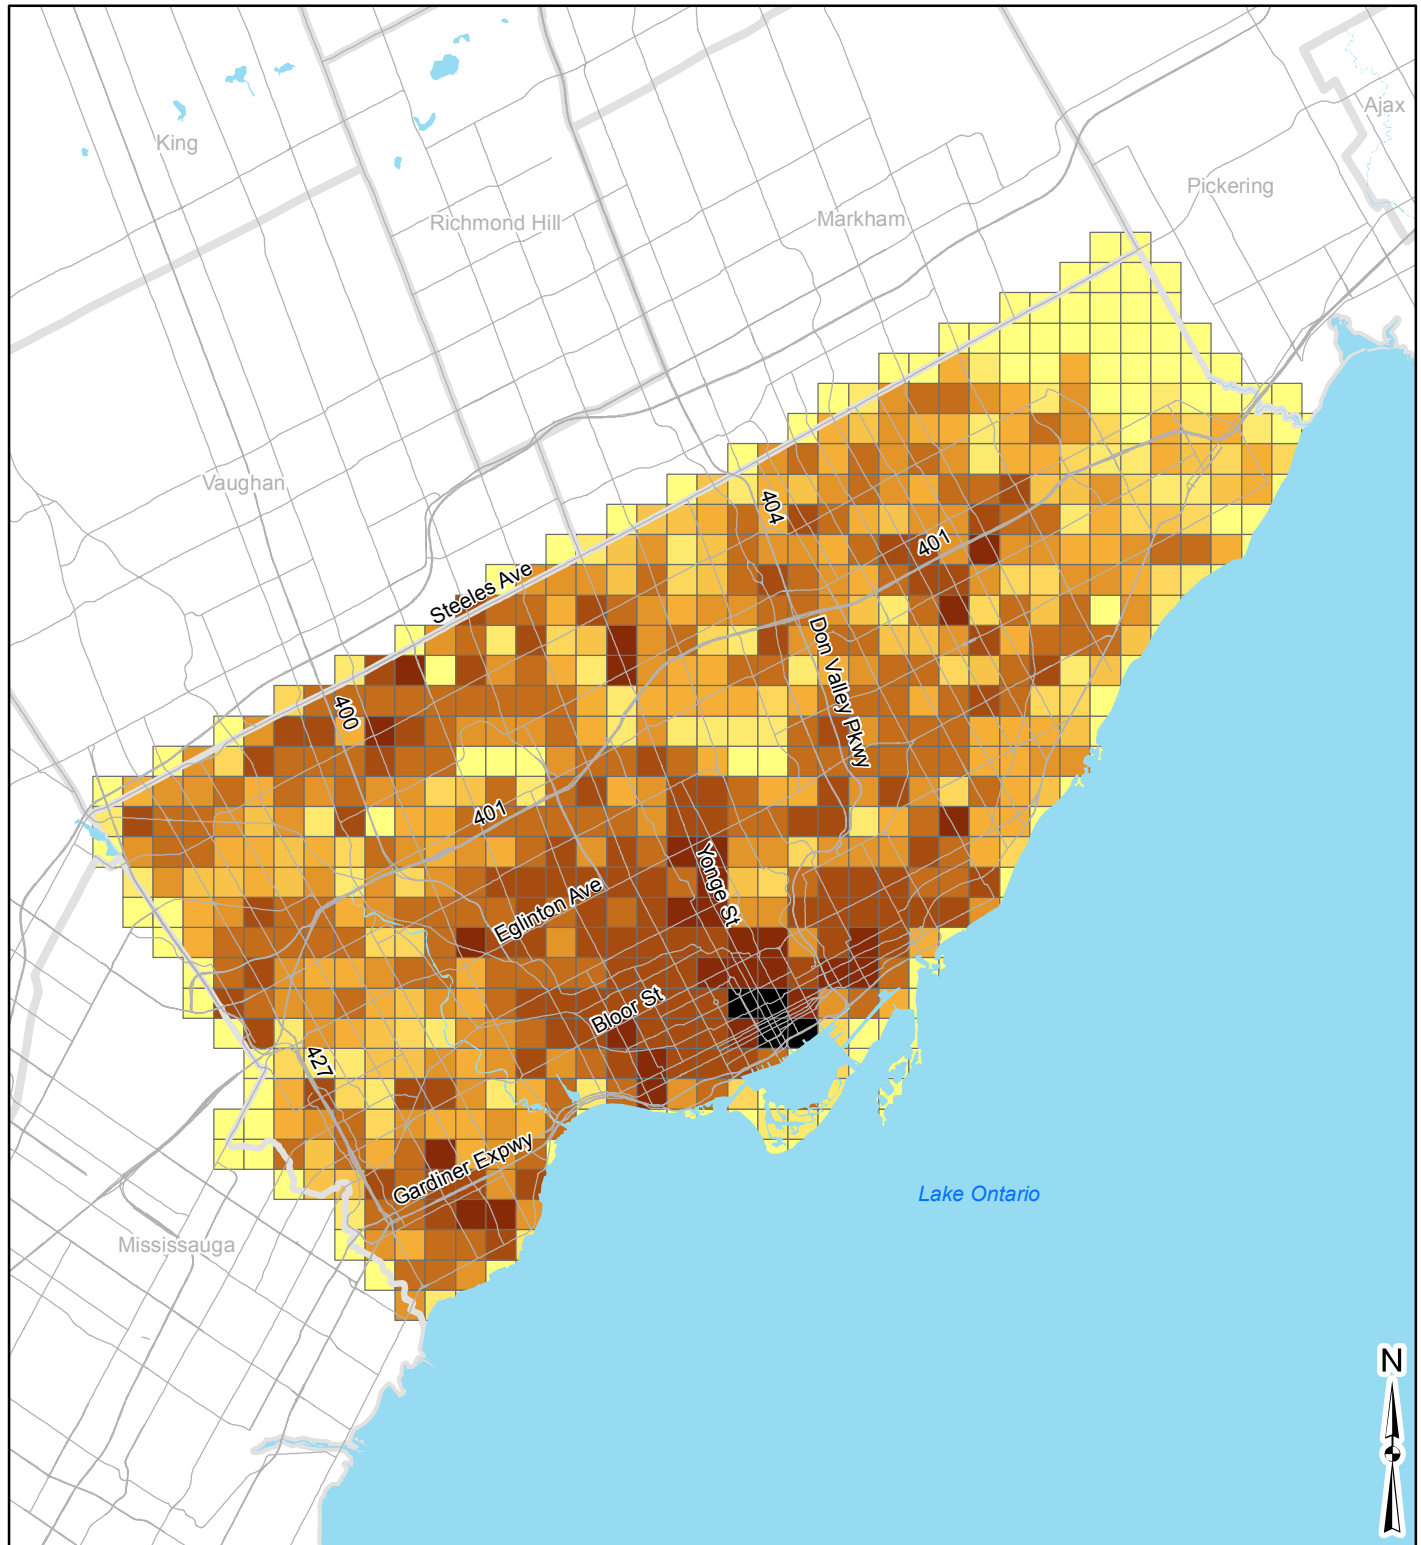 Ajax
King
Pickering
Richmond Hill
Markham
Vaughan
404
401
Steeles Ave
Don Valley Pkwy
400
401
Yonge St
Eglinton Ave
Bloor St
427
Gardiner Expwy
Lake Ontario
Mississauga
N